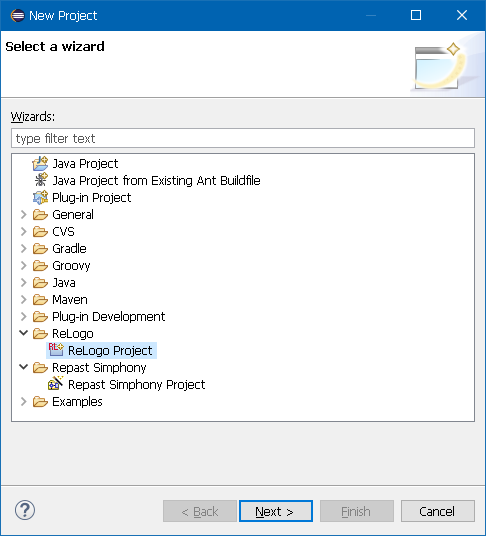 New Project
Select a wizard
Wizards:
type filter text
Java Project
Java Project from Existing Ant Buildfile
Plug-in Project
General
CVS
Gradle
Groovy
Java
Maven
Plug-in Development
ReLogo
ReLogo Project
Repast Simphony
Repast Simphony Project
Examples
? < Back Next > Finish Cancel